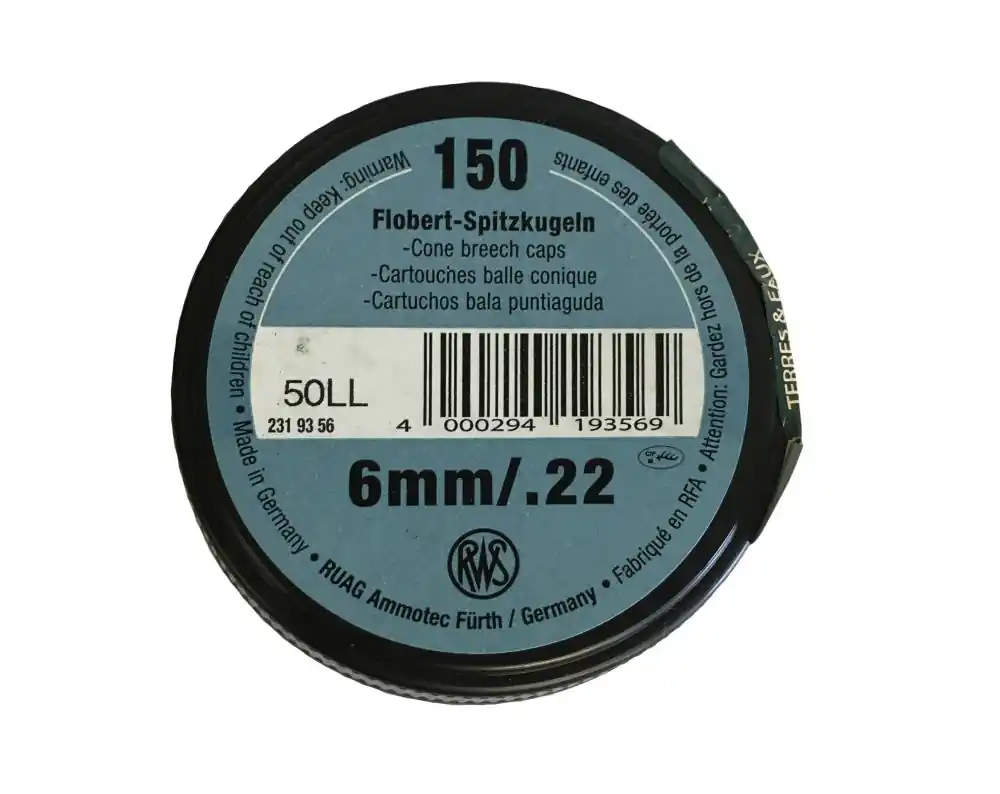 150
Flobert-Spitzkugeln
-Cone breech caps
-Cartouches balle conique
-Cartuchos bala puntiaguda
50LL
231 93 56
4 000294 193569
6mm/.22
RWS
Warning: Keep out of reach of children • Made in Germany • RUAG Ammotec Fürth / Germany • Fabriqué en RFA • Attention: Gardez hors de la portée des enfants
TERRES & EAUX